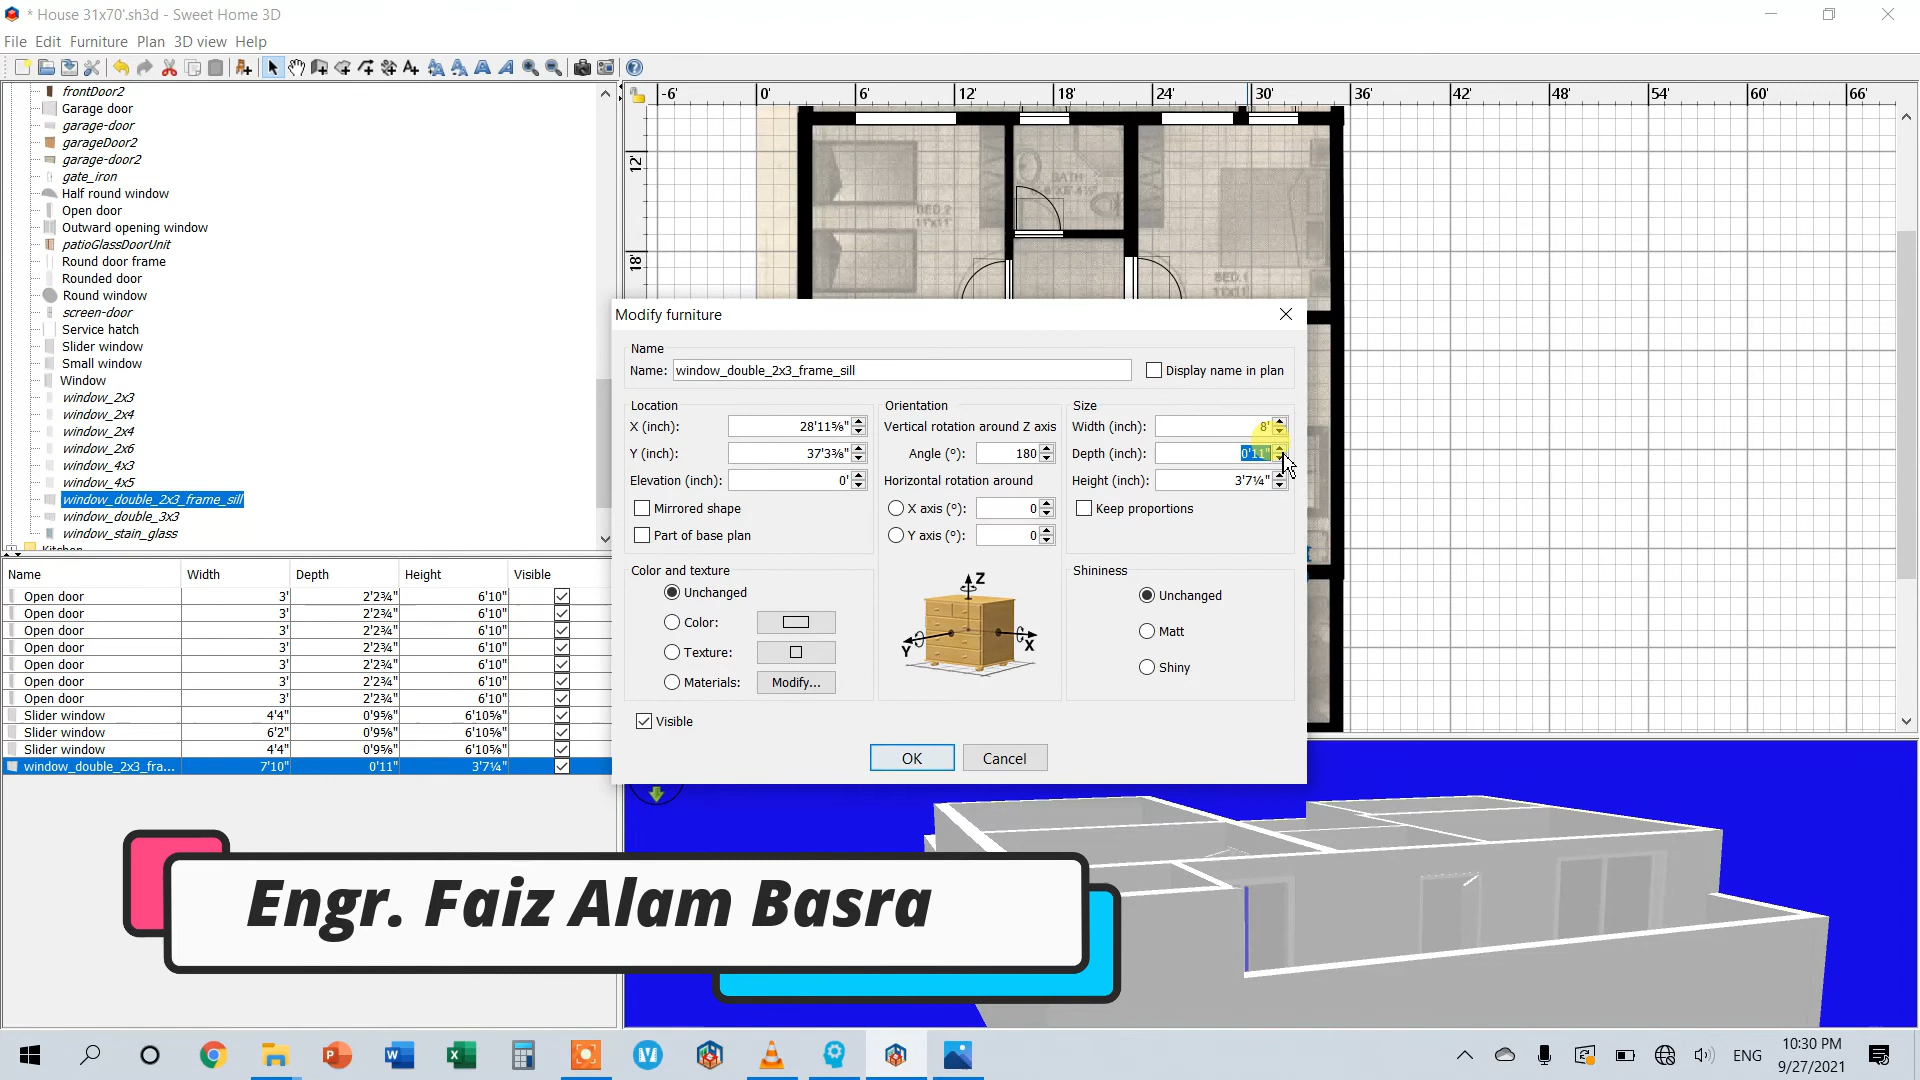 * House 31x70'.sh3d - Sweet Home 3D
File Edit Furniture Plan 3D view Help
frontDoor2
Garage door
garage-door
garageDoor2
garage-door2
gate_iron
Half round window
Open door
Outward opening window
patioGlassDoorUnit
Round door frame
Rounded door
Round window
screen-door
Service hatch
Slider window
Small window
Window
window_2x3
window_2x4
window_2x4
window_2x6
window_4x3
window_4x5
window_double_2x3_frame_sill
window_double_3x3
window_stain_glass
Kitchen
-6' 0' 6' 12' 18' 24' 30' 36' 42' 48' 54' 60' 66'
12'
18'
BATH
BED.2
11'X11'
BED.1
11'X11'
Modify furniture
Name
Name: window_double_2x3_frame_sill Display name in plan
Location
X (inch): 28'11⅝"
Y (inch): 37'3⅜"
Elevation (inch): 0'
Mirrored shape
Part of base plan
Orientation
Vertical rotation around Z axis
Angle (°): 180
Horizontal rotation around
X axis (°): 0
Y axis (°): 0
Size
Width (inch): 8'
Depth (inch): 0'11"
Height (inch): 3'7¼"
Keep proportions
Color and texture
Unchanged
Color:
Texture:
Materials: Modify...
Z
Y
X
Shininess
Unchanged
Matt
Shiny
Visible
OK Cancel
Name Width Depth Height Visible
Open door 3' 2'2¾" 6'10"
Open door 3' 2'2¾" 6'10"
Open door 3' 2'2¾" 6'10"
Open door 3' 2'2¾" 6'10"
Open door 3' 2'2¾" 6'10"
Open door 3' 2'2¾" 6'10"
Open door 3' 2'2¾" 6'10"
Slider window 4'4" 0'9⅝" 6'10⅝"
Slider window 6'2" 0'9⅝" 6'10⅝"
Slider window 4'4" 0'9⅝" 6'10⅝"
window_double_2x3_fra... 7'10" 0'11" 3'7¼"
Engr. Faiz Alam Basra
ENG
10:30 PM
9/27/2021